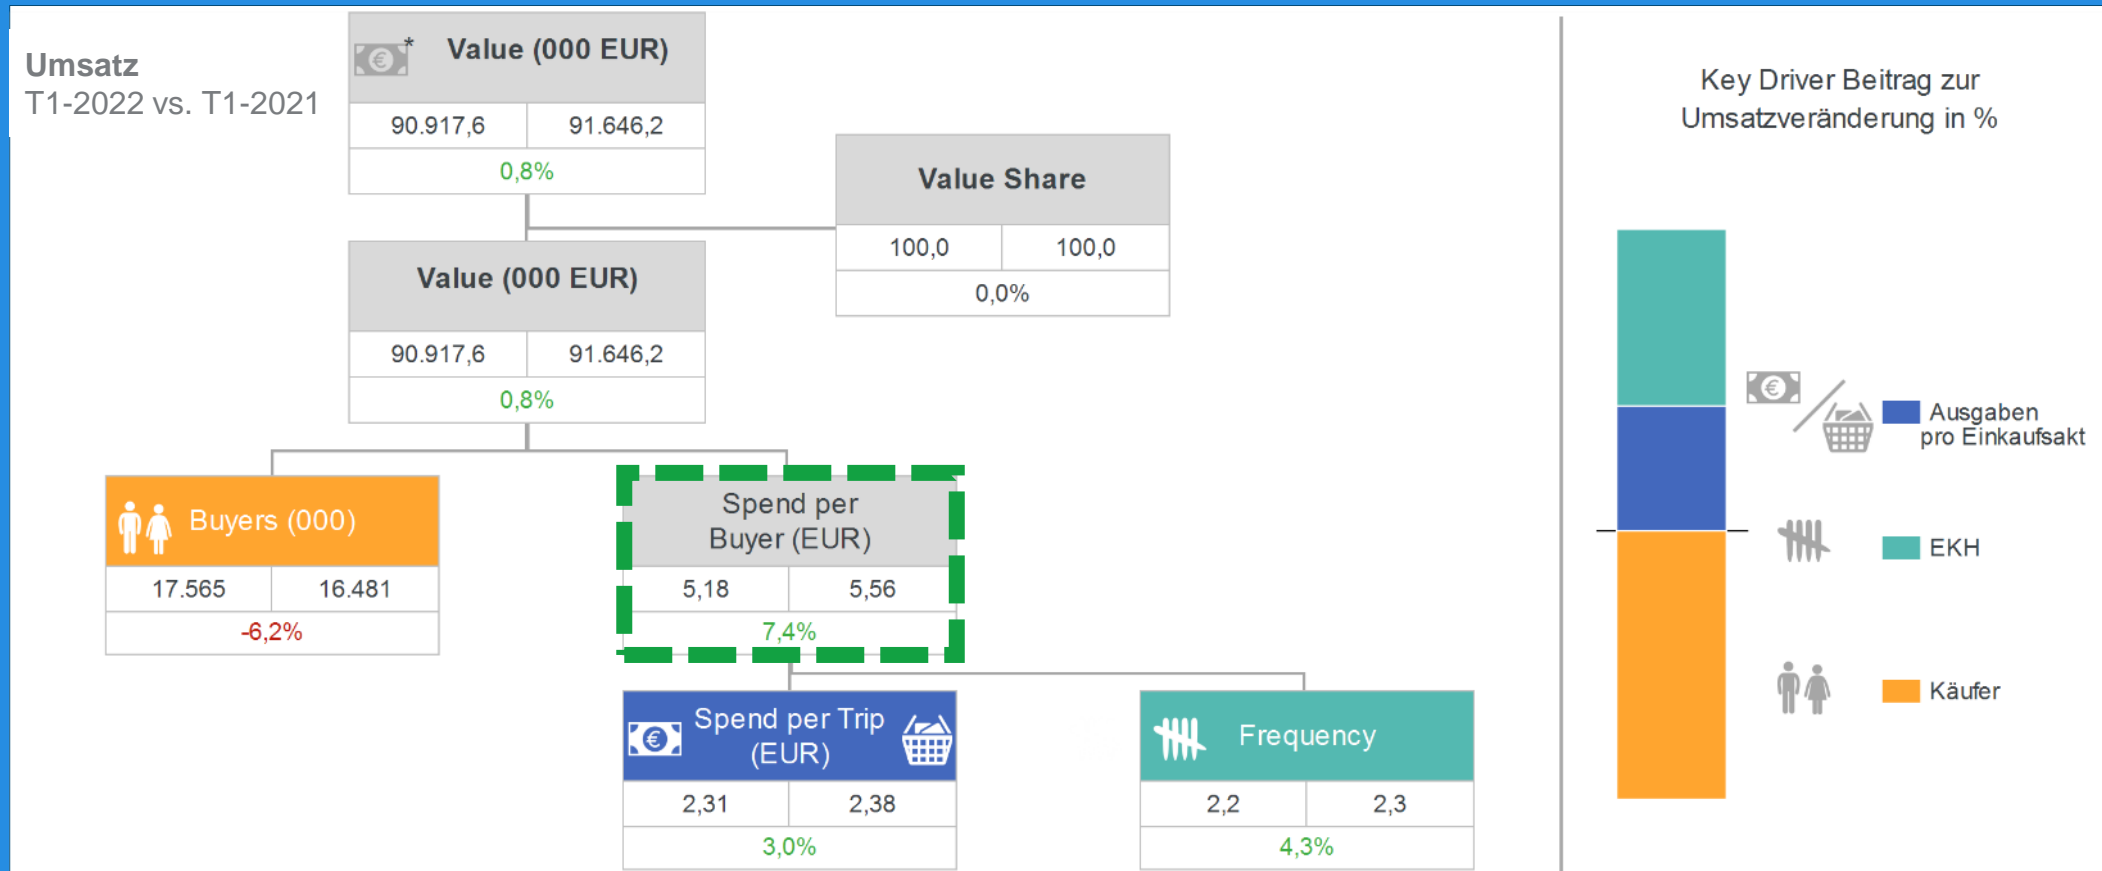 Umsatz
T1-2022 vs. T1-2021
€ * Value (000 EUR)
90.917,6 91.646,2
0,8%
Value Share
100,0 100,0
0,0%
Value (000 EUR)
90.917,6 91.646,2
0,8%
Buyers (000)
17.565 16.481
-6,2%
Spend per
Buyer (EUR)
5,18 5,56
7,4%
€ Spend per Trip
(EUR)
2,31 2,38
3,0%
Frequency
2,2 2,3
4,3%
Key Driver Beitrag zur
Umsatzveränderung in %
€
Ausgaben
pro Einkaufsakt
EKH
Käufer